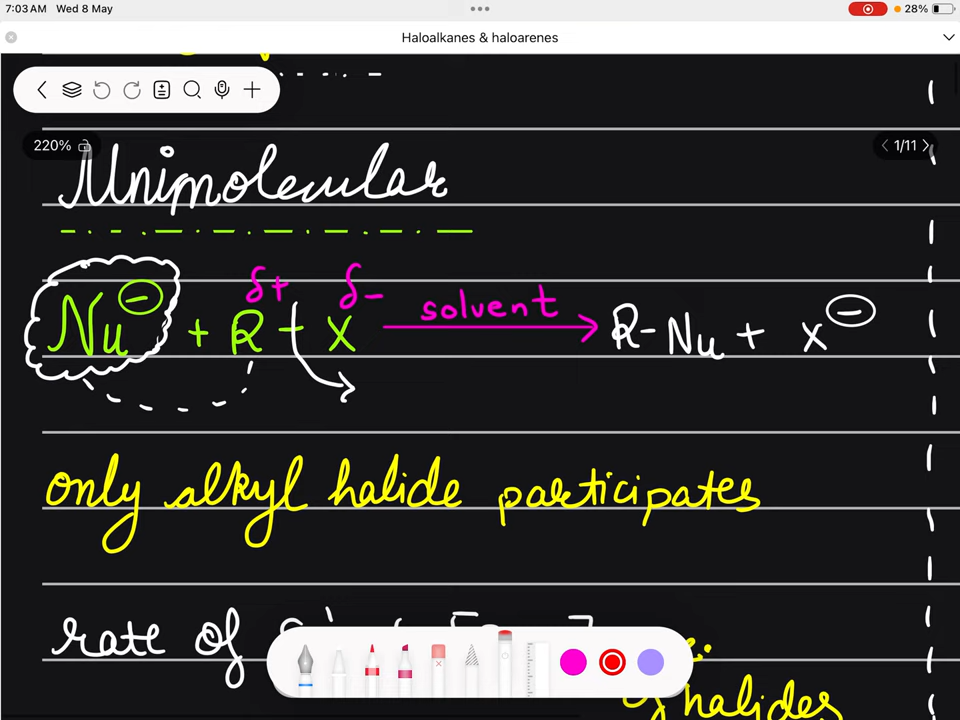 7:03 AM Wed 8 May
28%
Haloalkanes & haloarenes
220%
1/11
Unimolecular
Nu⊖ + R – X solvent → R-Nu + X⊖
δ+ δ-
only alkyl halide participates
rate of
of halides